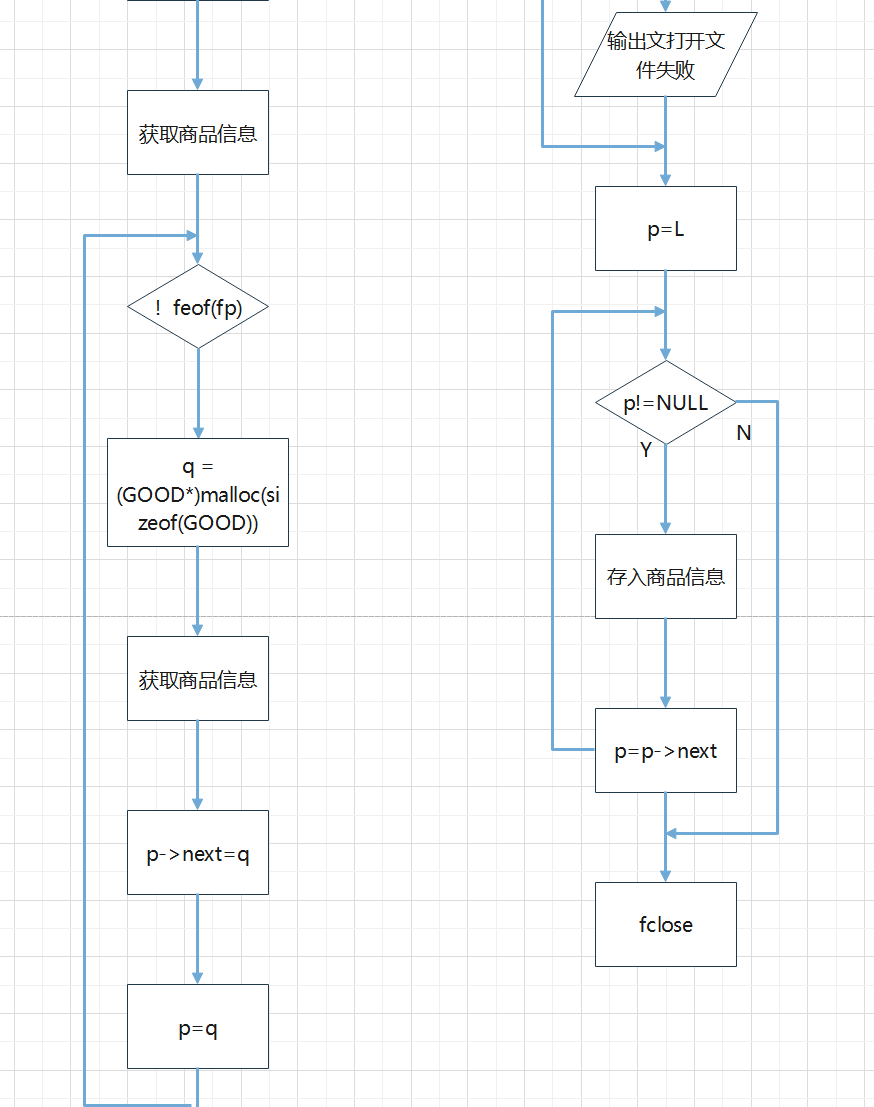 获取商品信息
！feof(fp)
q =
(GOOD*)malloc(si
zeof(GOOD))
获取商品信息
p->next=q
p=q
输出文打开文
件失败
p=L
p!=NULL
N
Y
存入商品信息
p=p->next
fclose